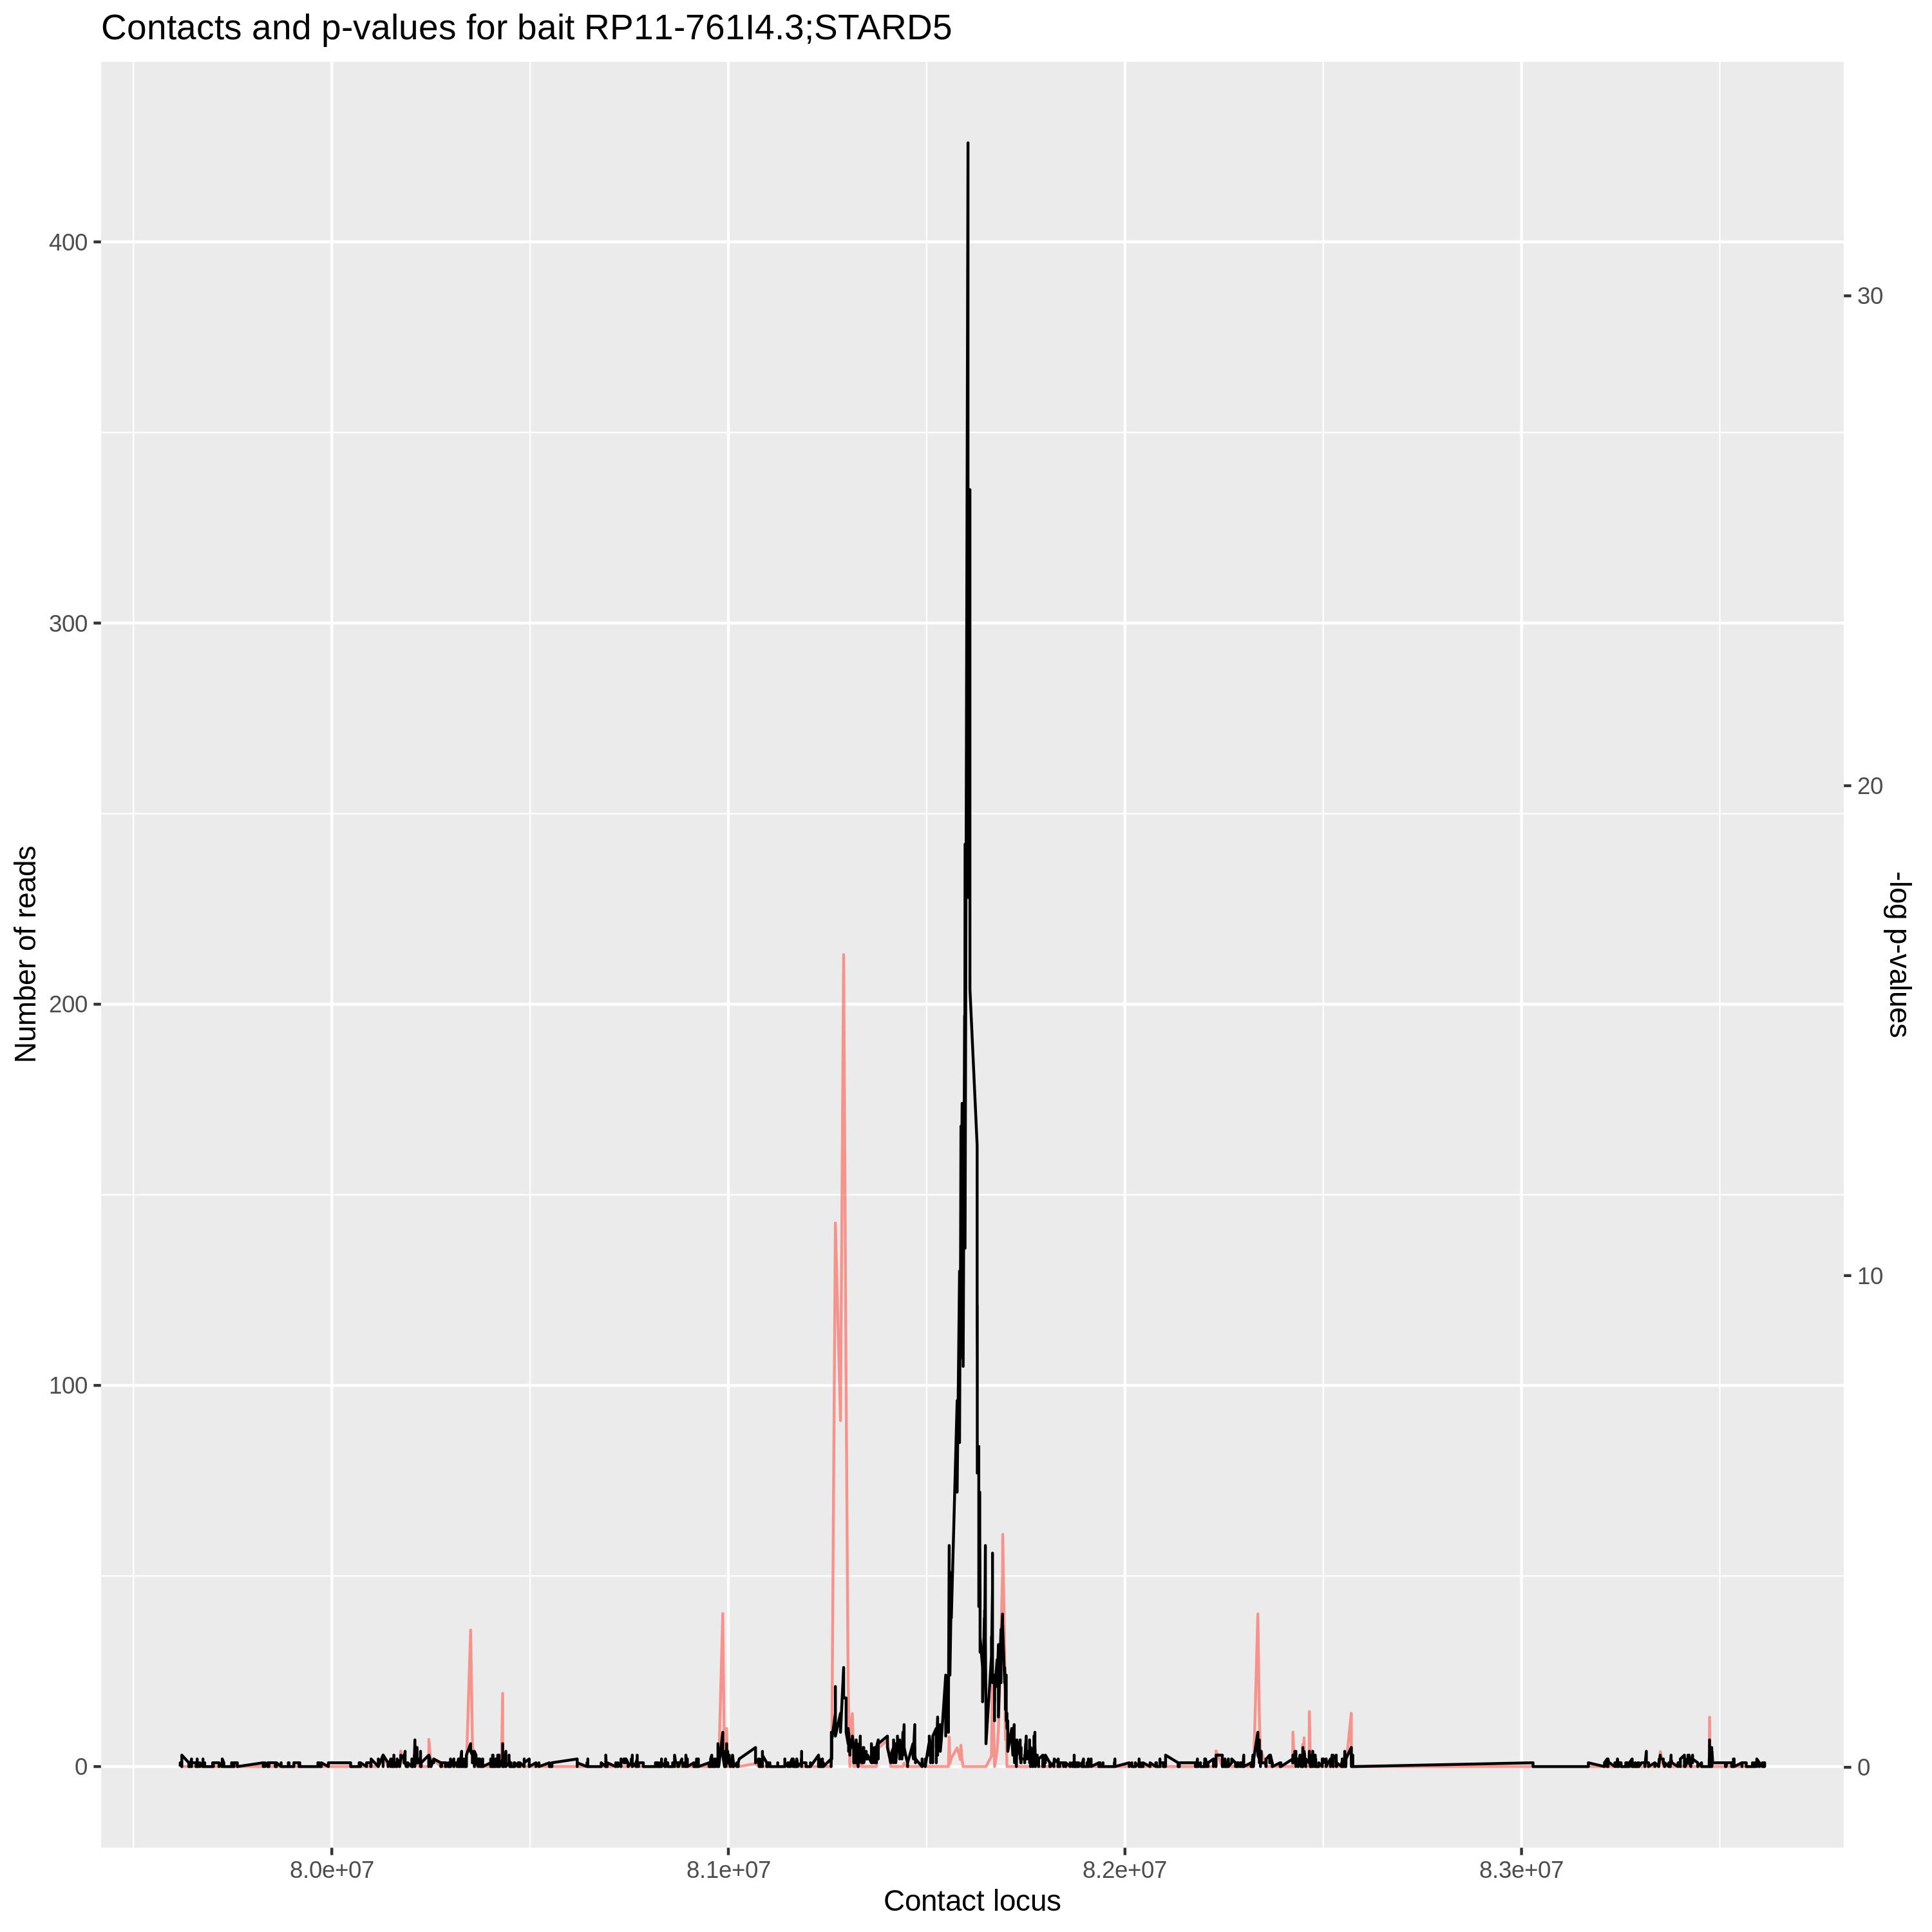 Contacts and p-values for bait RP11-761I4.3;STARD5
400
300
200
100
0
30
20
10
0
Number of reads
-log p-values
8.0e+07 8.1e+07 8.2e+07 8.3e+07
Contact locus